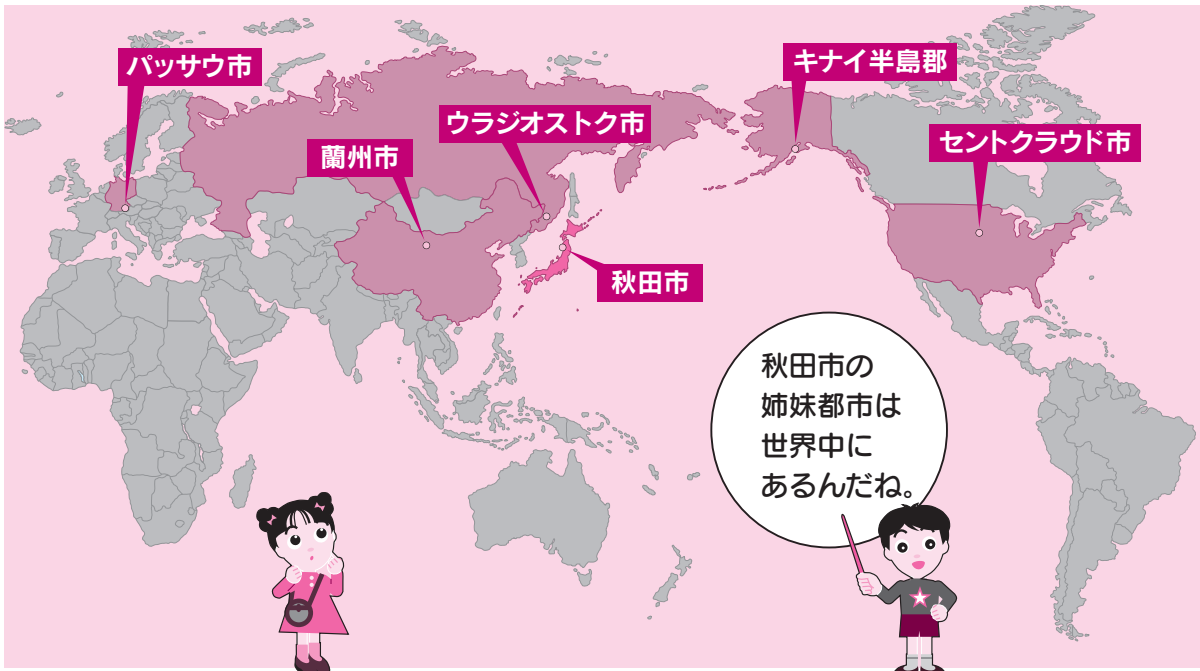 パッサウ市
キナイ半島郡
ウラジオストク市
セントクラウド市
蘭州市
秋田市
秋田市の
姉妹都市は
世界中に
あるんだね。